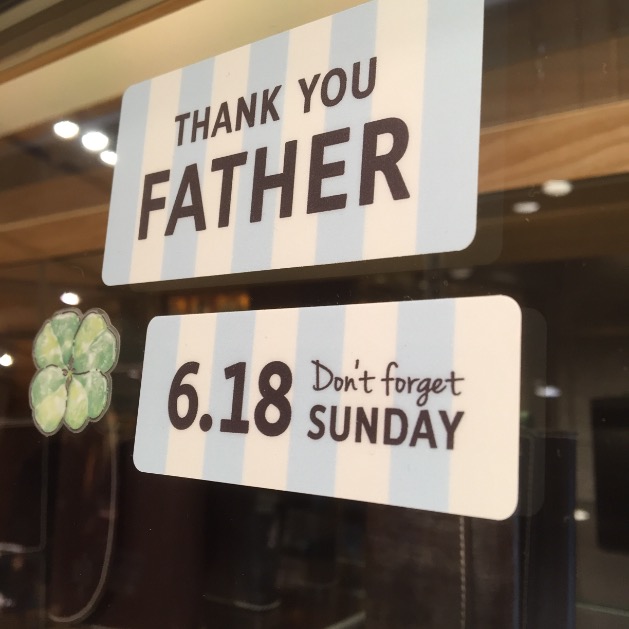 THANK YOU
FATHER
6.18 Don't forget
SUNDAY